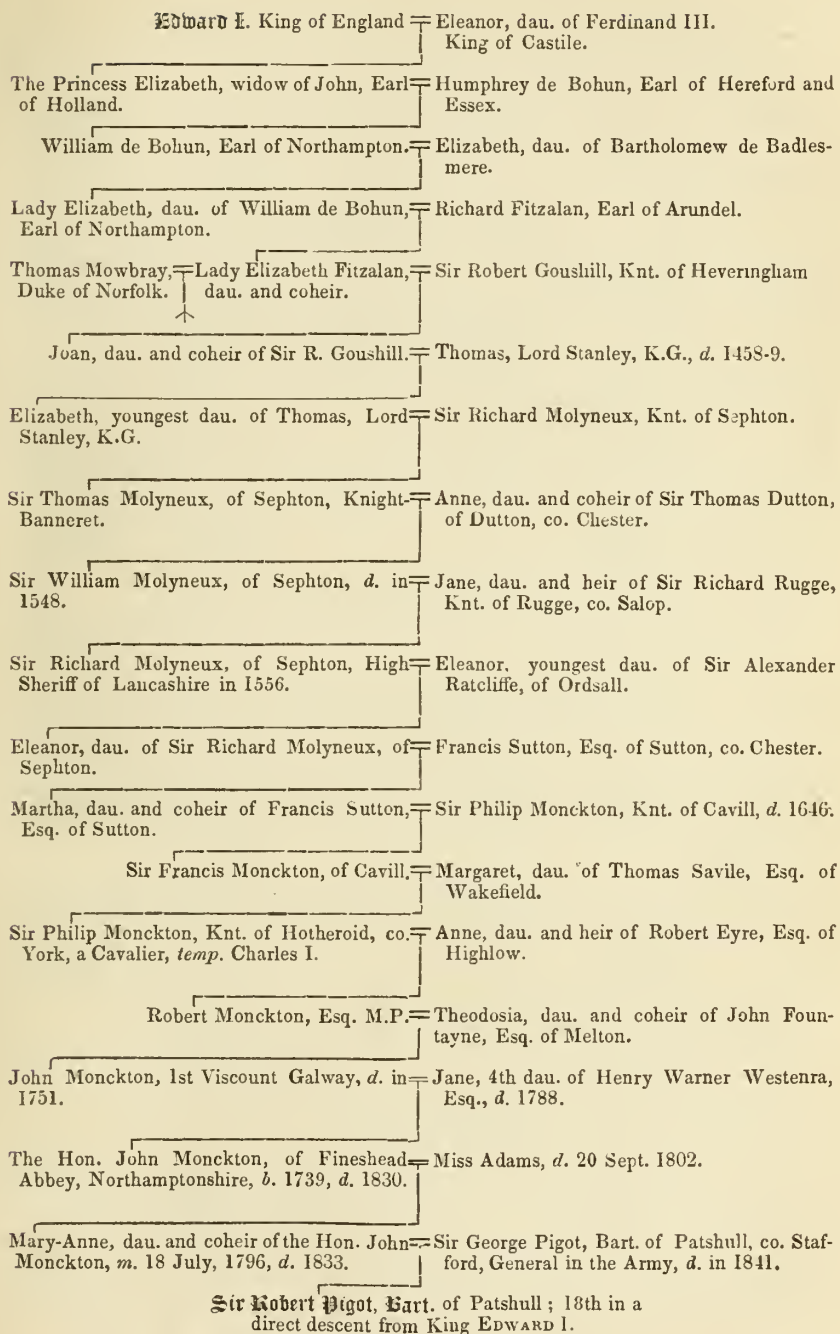 Edward I. King of England = Eleanor, dau. of Ferdinand III.
King of Castile.
The Princess Elizabeth, widow of John, Earl = Humphrey de Bohun, Earl of Hereford and
of Holland. Essex.
William de Bohun, Earl of Northampton. = Elizabeth, dau. of Bartholomew de Badles-
mere.
Lady Elizabeth, dau. of William de Bohun, = Richard Fitzalan, Earl of Arundel.
Earl of Northampton.
Thomas Mowbray, = Lady Elizabeth Fitzalan, = Sir Robert Goushill, Knt. of Heveringham
Duke of Norfolk. dau. and coheir.
Joan, dau. and coheir of Sir R. Goushill. = Thomas, Lord Stanley, K.G., d. 1458-9.
Elizabeth, youngest dau. of Thomas, Lord = Sir Richard Molyneux, Knt. of Sephton.
Stanley, K.G.
Sir Thomas Molyneux, of Sephton, Knight- = Anne, dau. and coheir of Sir Thomas Dutton,
Banneret. of Dutton, co. Chester.
Sir William Molyneux, of Sephton, d. in = Jane, dau. and heir of Sir Richard Rugge,
1548. Knt. of Rugge, co. Salop.
Sir Richard Molyneux, of Sephton, High = Eleanor, youngest dau. of Sir Alexander
Sheriff of Lancashire in 1556. Ratcliffe, of Ordsall.
Eleanor, dau. of Sir Richard Molyneux, of = Francis Sutton, Esq. of Sutton, co. Chester.
Sephton.
Martha, dau. and coheir of Francis Sutton, = Sir Philip Monckton, Knt. of Cavill, d. 1646.
Esq. of Sutton.
Sir Francis Monckton, of Cavill. = Margaret, dau. of Thomas Savile, Esq. of
Wakefield.
Sir Philip Monckton, Knt. of Hotheroid, co. = Anne, dau. and heir of Robert Eyre, Esq. of
York, a Cavalier, temp. Charles I. Highlow.
Robert Monckton, Esq. M.P. = Theodosia, dau. and coheir of John Foun-
tayne, Esq. of Melton.
John Monckton, 1st Viscount Galway, d. in = Jane, 4th dau. of Henry Warner Westenra,
1751. Esq., d. 1788.
The Hon. John Monckton, of Fineshead = Miss Adams, d. 20 Sept. 1802.
Abbey, Northamptonshire, b. 1739, d. 1830.
Mary-Anne, dau. and coheir of the Hon. John = Sir George Pigot, Bart. of Patshull, co. Staf-
Monckton, m. 18 July, 1796, d. 1833. ford, General in the Army, d. in 1841.
Sir Robert Pigot, Bart. of Patshull; 18th in a
direct descent from King EDWARD I.